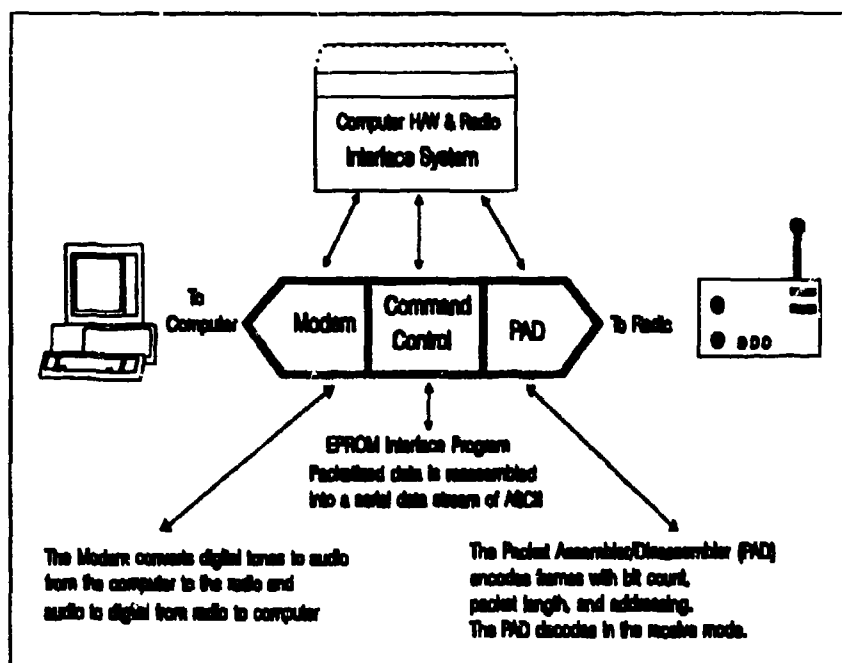 Computer H/W & Radio
Interface System
To
Computer
Modem
Command
Control
PAD
To Radio
EPROM Interface Program
Packetized data is reassembled
into a serial data stream of ASCII
The Modem converts digital tones to audio
from the computer to the radio and
audio to digital from radio to computer
The Packet Assembler/Disassembler (PAD)
encodes frames with bit count,
packet length, and addressing.
The PAD decodes in the receive mode.